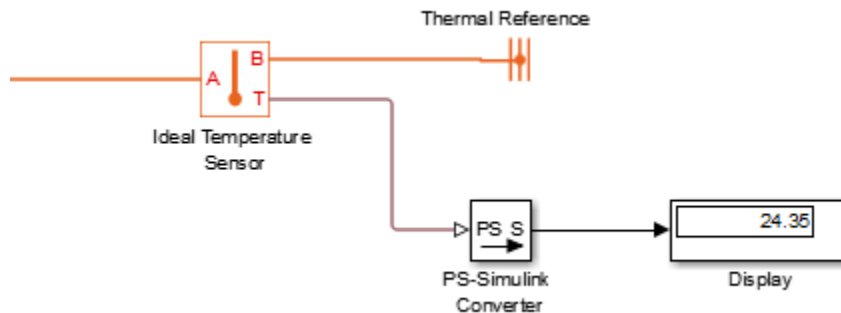 Thermal Reference
B
A
T
Ideal Temperature
Sensor
PS S
24.35
PS-Simulink
Converter
Display